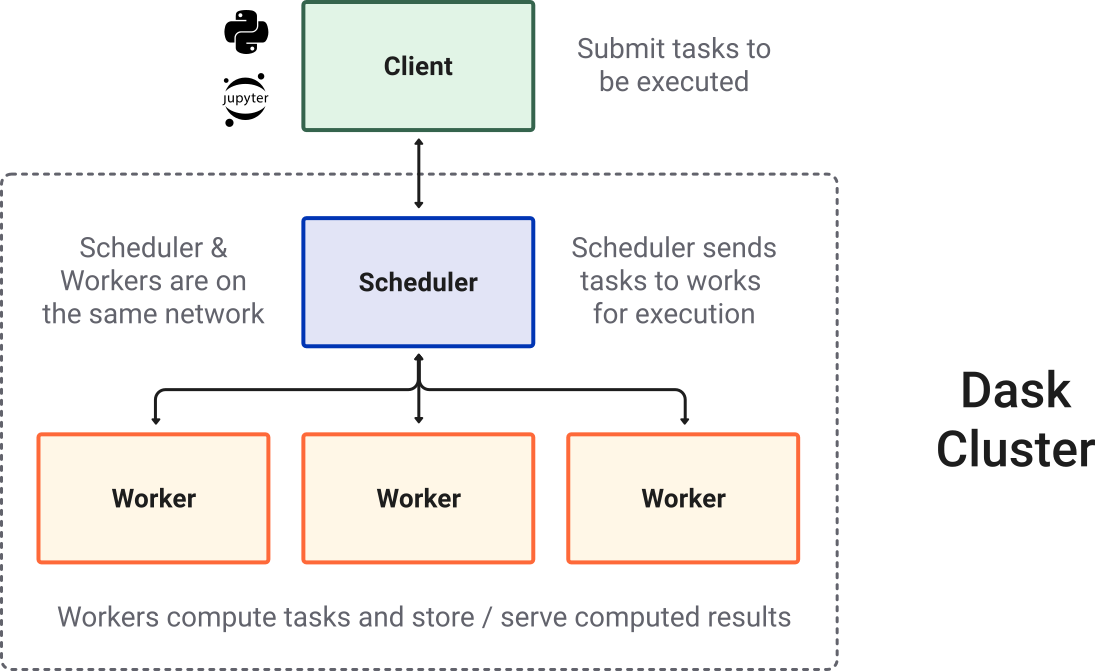 Client
Submit tasks to
be executed
jupyter
Scheduler &
Workers are on
the same network
Scheduler
Scheduler sends
tasks to works
for execution
Dask
Cluster
Worker
Worker
Worker
Workers compute tasks and store / serve computed results